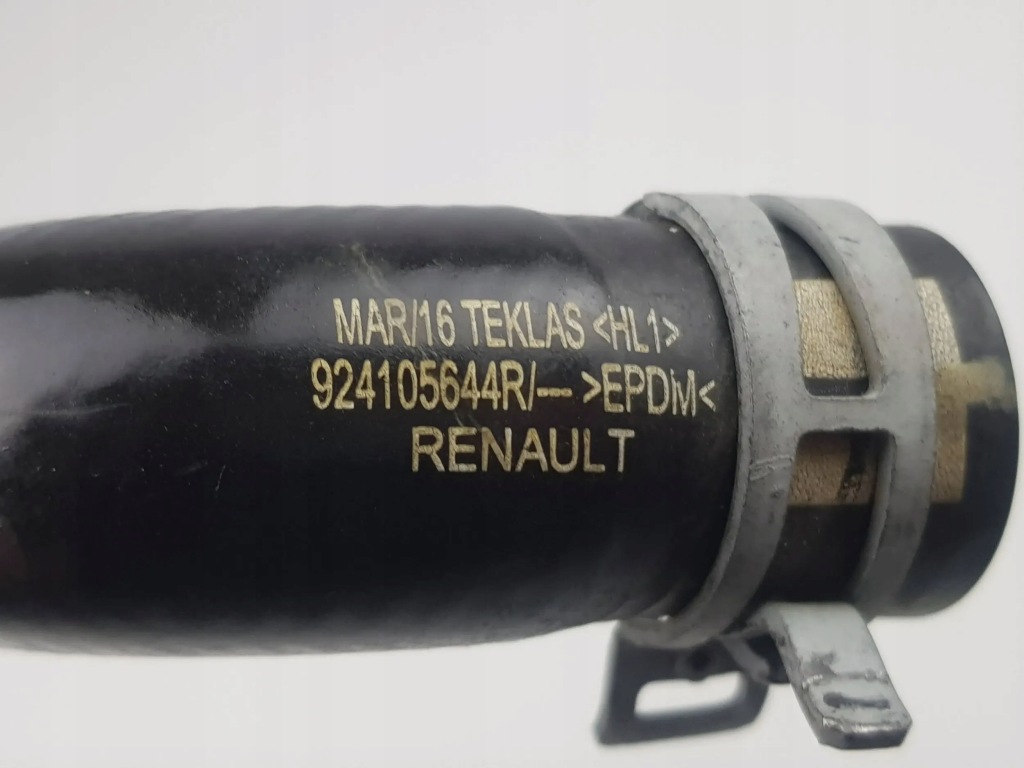 MAR/16 TEKLAS <HL1>
924105644R/--- >EPDM<
RENAULT